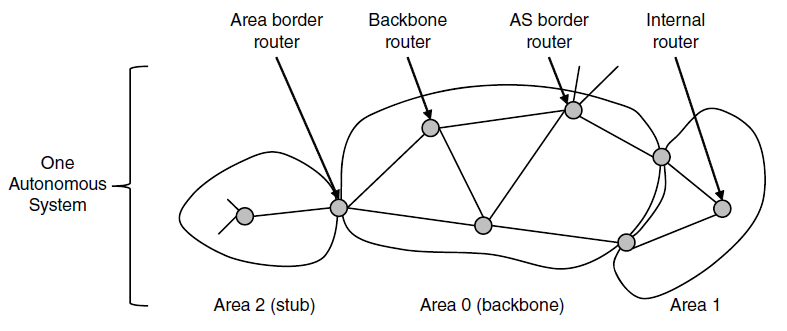 Area border
router
Backbone
router
AS border
router
Internal
router
One
Autonomous
System
Area 2 (stub)
Area 0 (backbone)
Area 1